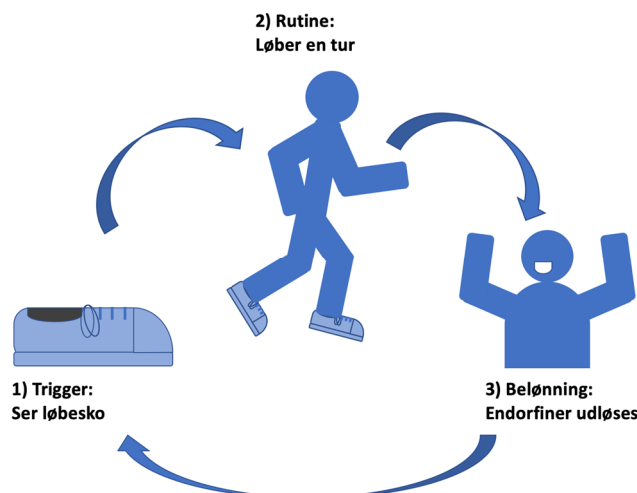 2) Rutine:
Løber en tur
1) Trigger:
Ser løbesko
3) Belønning:
Endorfiner udløses